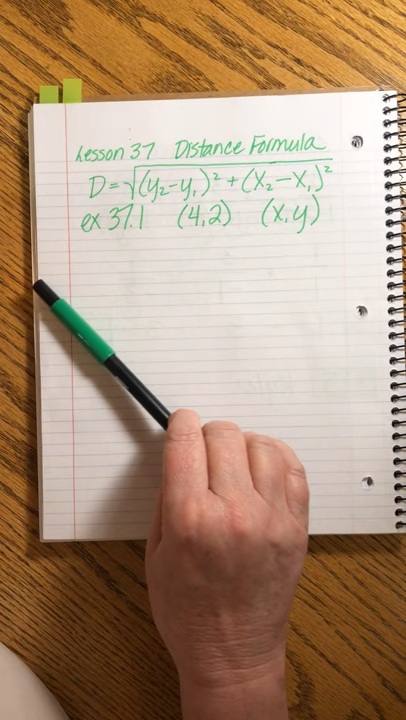 Lesson 37 Distance Formula
D = √(y₂-y₁)² + (x₂-x₁)²
ex 37.1 (4,2) (x,y)